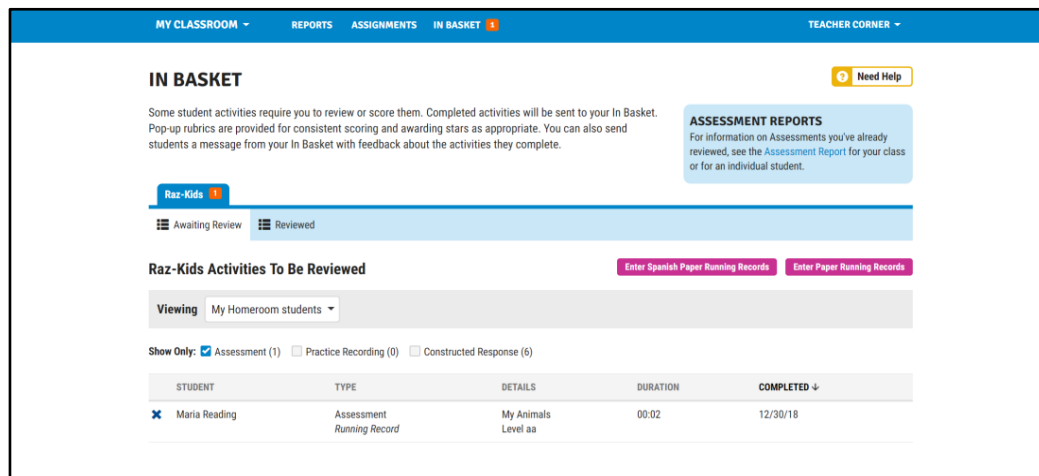 MY CLASSROOM REPORTS ASSIGNMENTS IN BASKET 1 TEACHER CORNER
IN BASKET
Need Help
Some student activities require you to review or score them. Completed activities will be sent to your In Basket.
Pop-up rubrics are provided for consistent scoring and awarding stars as appropriate. You can also send
students a message from your In Basket with feedback about the activities they complete.
ASSESSMENT REPORTS
For information on Assessments you've already
reviewed, see the Assessment Report for your class
or for an individual student.
Raz-Kids 1
Awaiting Review Reviewed
Raz-Kids Activities To Be Reviewed
Enter Spanish Paper Running Records Enter Paper Running Records
Viewing My Homeroom students
Show Only: Assessment (1) Practice Recording (0) Constructed Response (6)
STUDENT TYPE DETAILS DURATION COMPLETED
Maria Reading Assessment My Animals 00:02 12/30/18
Running Record Level aa